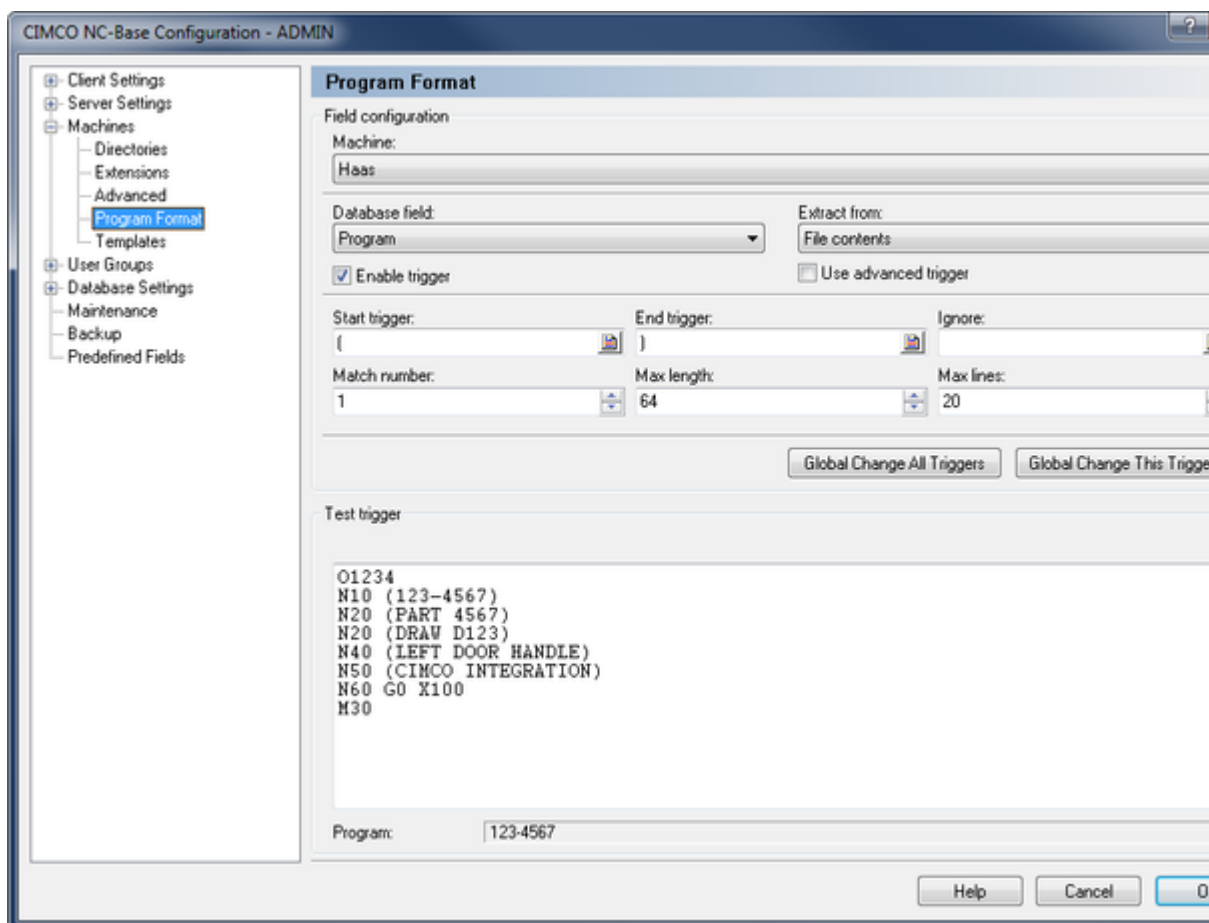 CIMCO NC-Base Configuration - ADMIN
?
Client Settings
Server Settings
Machines
Directories
Extensions
Advanced
Program Format
Templates
User Groups
Database Settings
Maintenance
Backup
Predefined Fields
Program Format
Field configuration
Machine:
Haas
Database field: Extract from:
Program File contents
Enable trigger Use advanced trigger
Start trigger: End trigger: Ignore:
( )
Match number: Max length: Max lines:
1 64 20
Global Change All Triggers Global Change This Trigge
Test trigger
O1234
N10 (123-4567)
N20 (PART 4567)
N20 (DRAW D123)
N40 (LEFT DOOR HANDLE)
N50 (CIMCO INTEGRATION)
N60 G0 X100
M30
Program: 123-4567
Help Cancel O